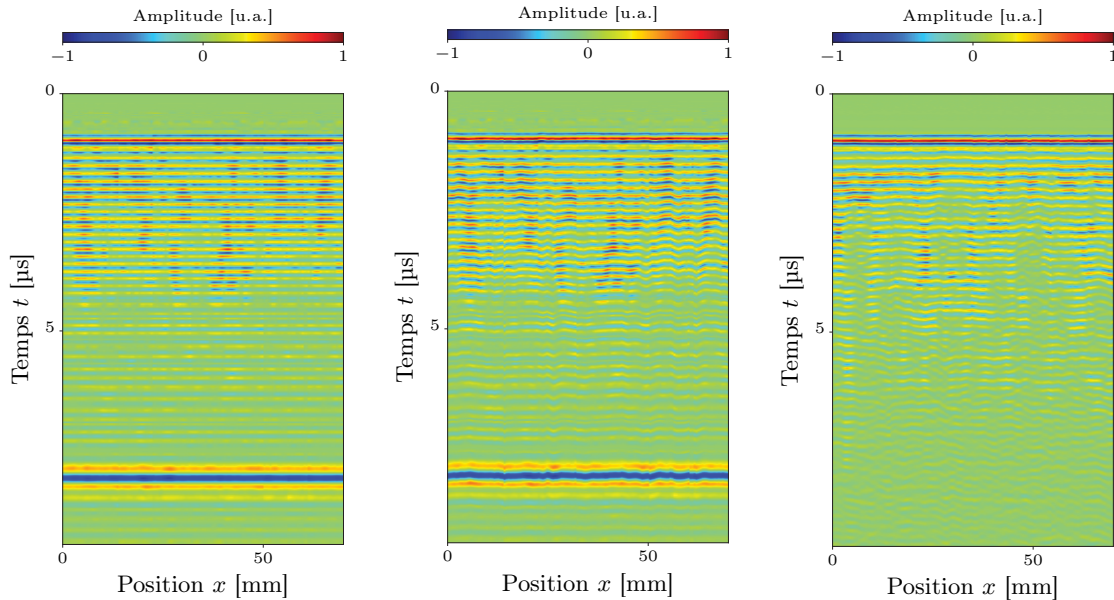 Amplitude [u.a.]
−1 0 1
0
5
Temps t [µs]
0 50
Position x [mm]
Amplitude [u.a.]
−1 0 1
0
5
Temps t [µs]
0 50
Position x [mm]
Amplitude [u.a.]
−1 0 1
0
5
Temps t [µs]
0 50
Position x [mm]